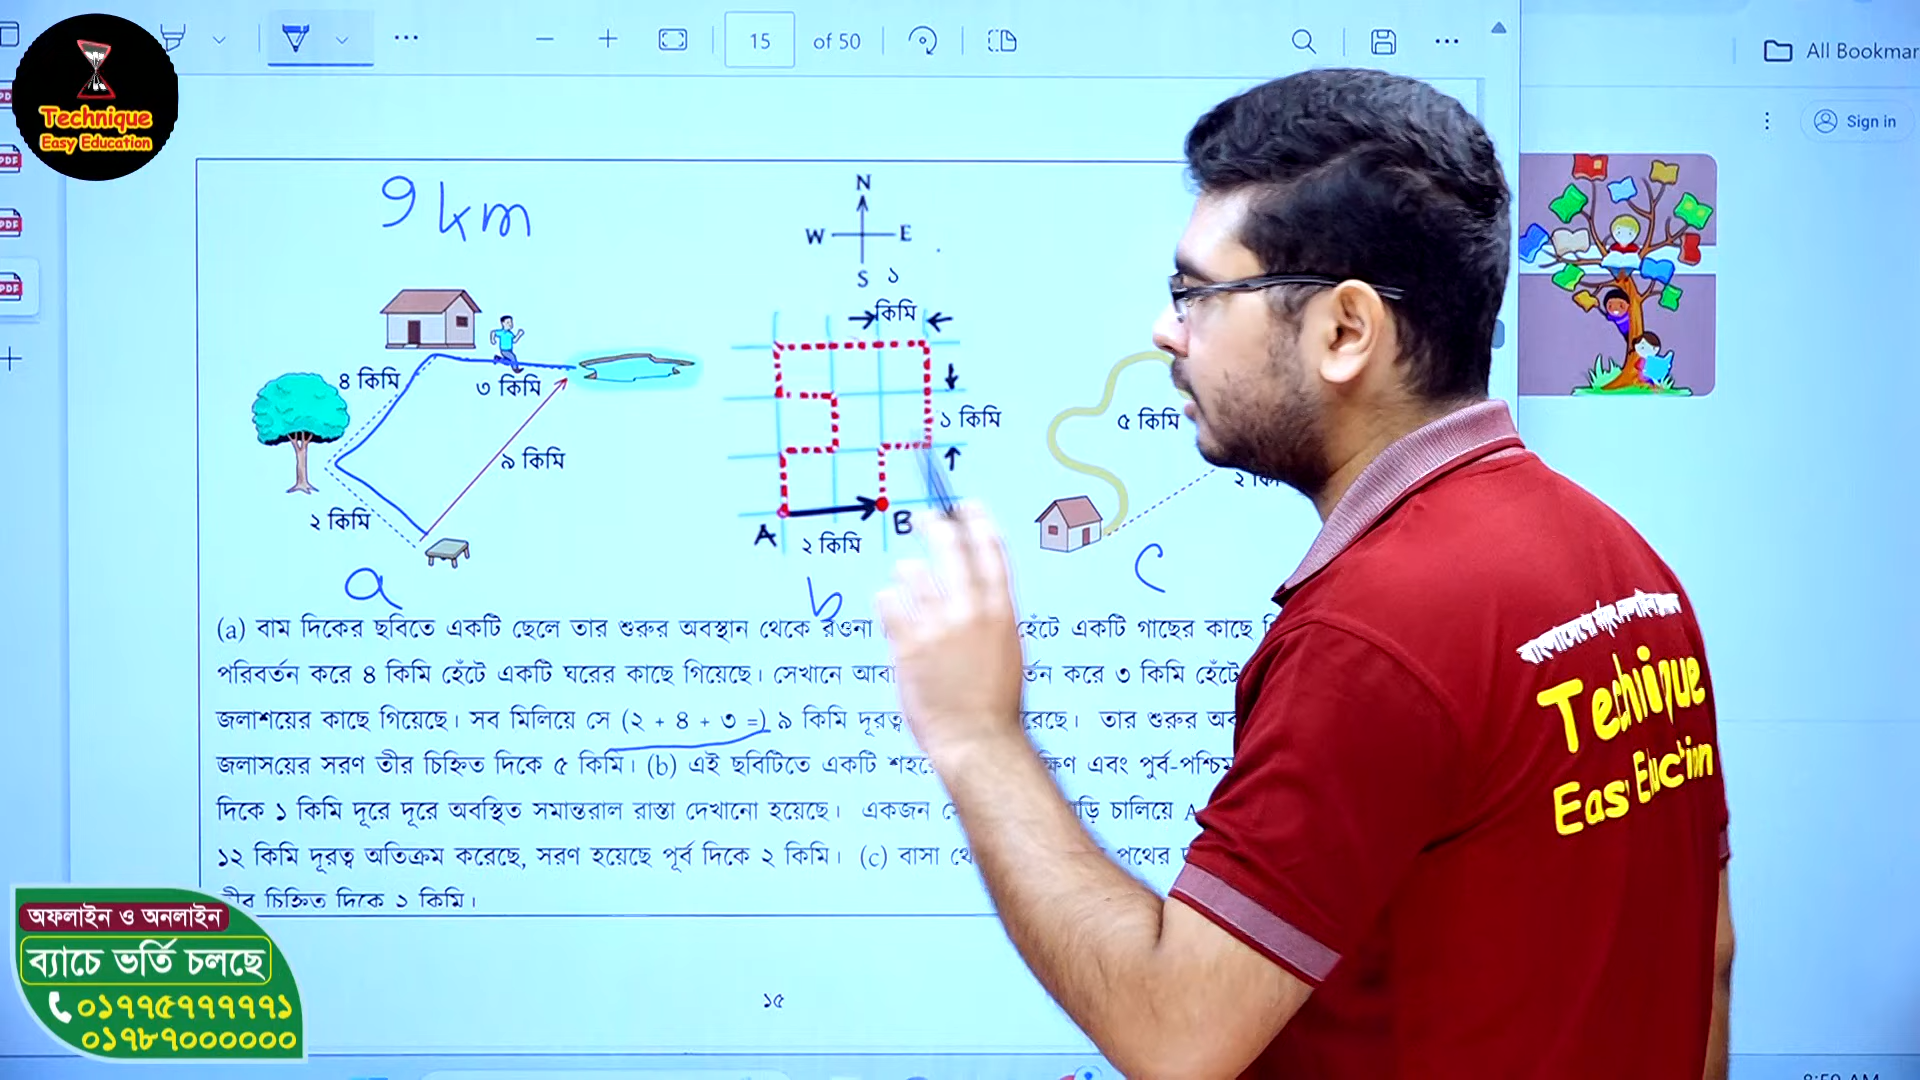 15 of 50
All Bookmar
Sign in
Technique
Easy Education
9 km
N
W E
S
১
কিমি
৪ কিমি
৩ কিমি
১ কিমি
৫ কিমি
৯ কিমি
২ কিমি
A
B
২ কিমি
a
b
c
(a) বাম দিকের ছবিতে একটি ছেলে তার শুরুর অবস্থান থেকে রওনা হেঁটে একটি গাছের কাছে
পরিবর্তন করে ৪ কিমি হেঁটে একটি ঘরের কাছে গিয়েছে। সেখানে আবা র্তন করে ৩ কিমি হেঁটে
জলাশয়ের কাছে গিয়েছে। সব মিলিয়ে সে (২ + ৪ + ৩ =) ৯ কিমি দূরত্ব রেছে। তার শুরুর অব
জলাসয়ের সরণ তীর চিহ্নিত দিকে ৫ কিমি। (b) এই ছবিটিতে একটি শহরে ক্ষিণ এবং পুর্ব-পশ্চিম
দিকে ১ কিমি দূরে দূরে অবস্থিত সমান্তরাল রাস্তা দেখানো হয়েছে। একজন ড়ি চালিয়ে A
১২ কিমি দূরত্ব অতিক্রম করেছে, সরণ হয়েছে পূর্ব দিকে ২ কিমি। (c) বাসা থে পথের
তীর চিহ্নিত দিকে ১ কিমি।
১৫
অফলাইন ও অনলাইন
ব্যাচে ভর্তি চলছে
০১৭৭৫৭৭৭৭৭১
০১৭৮৭০০০০০০
Technique
Easy Education